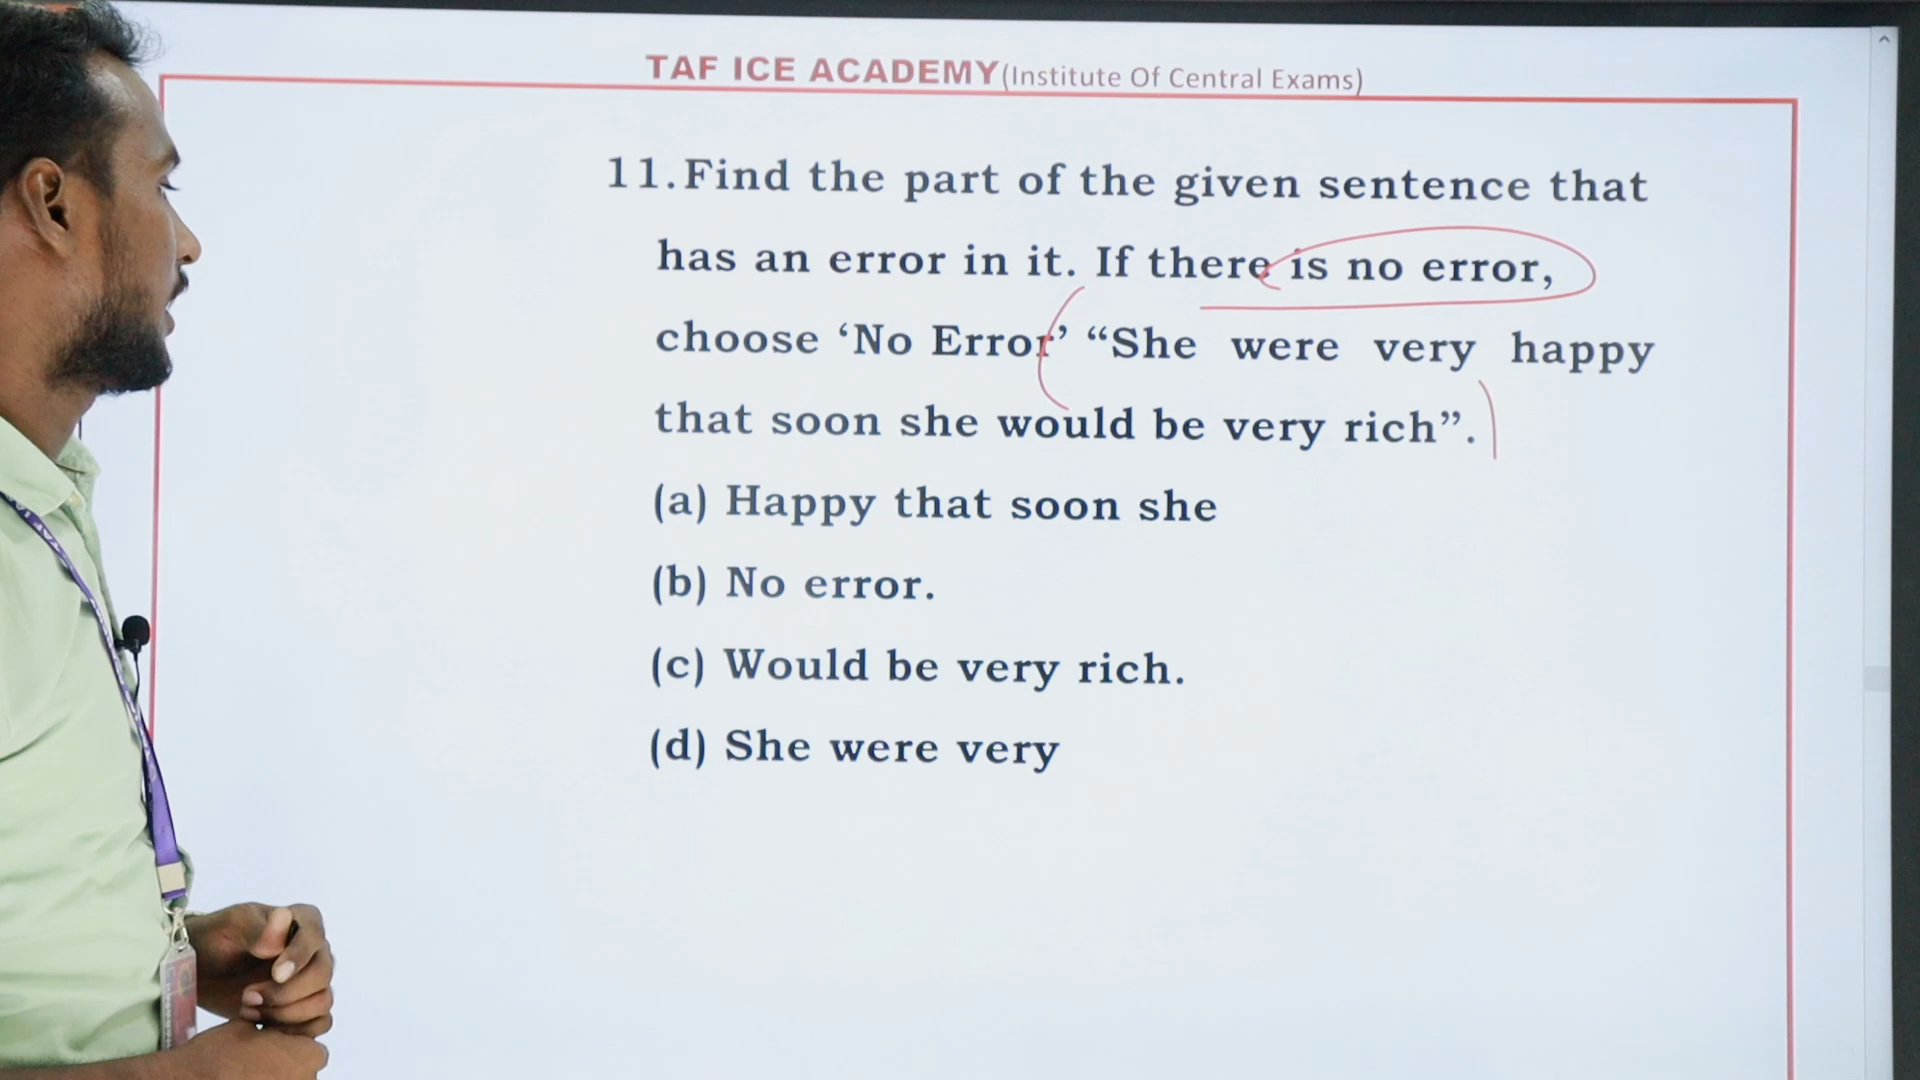 TAF ICE ACADEMY(Institute Of Central Exams)
11.Find the part of the given sentence that
has an error in it. If there is no error,
choose ‘No Error’ “She were very happy
that soon she would be very rich”.
(a) Happy that soon she
(b) No error.
(c) Would be very rich.
(d) She were very